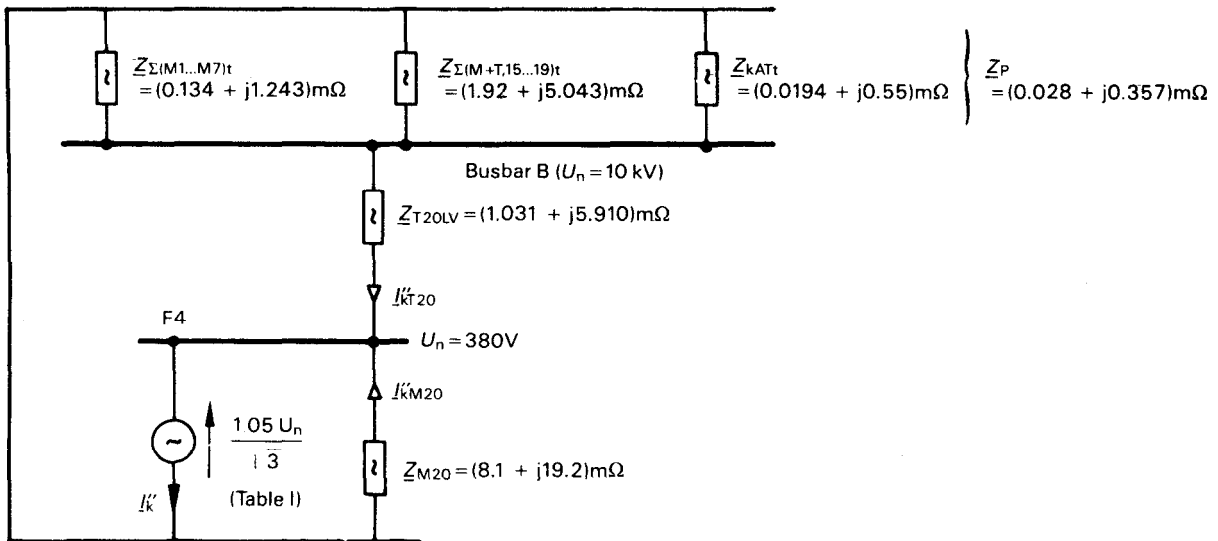 Z_Σ(M1...M7)t
=(0.134 + j1.243)mΩ
Z_Σ(M+T,15...19)t
=(1.92 + j5.043)mΩ
Z_kATt
=(0.0194 + j0.55)mΩ
Z_P
=(0.028 + j0.357)mΩ
Busbar B (U_n = 10 kV)
Z_T20LV=(1.031 + j5.910)mΩ
I''_kT20
F4
U_n = 380V
I''_kM20
1.05 U_n
√3
(Table I)
Z_M20=(8.1 + j19.2)mΩ
I''_k